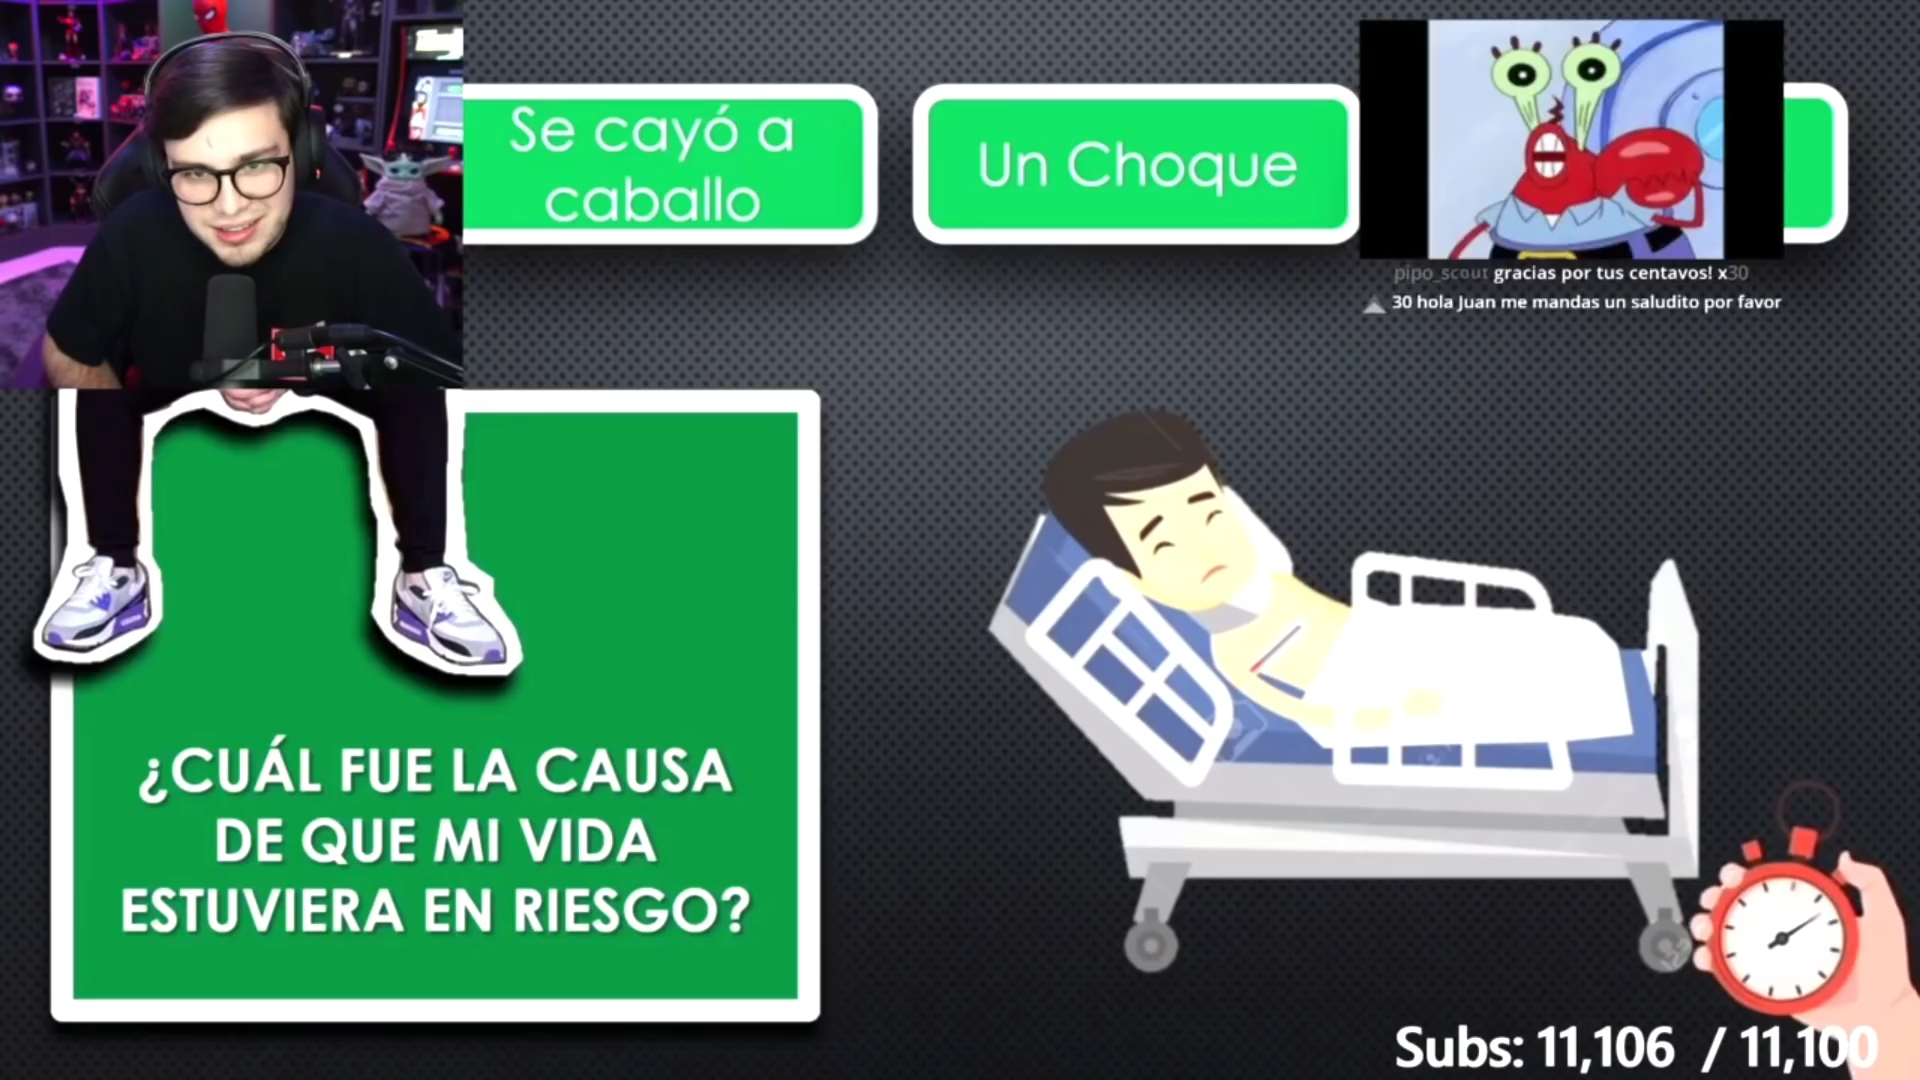 Se cayó a
caballo
Un Choque
pipo_scout gracias por tus centavos! x30
30 hola Juan me mandas un saludito por favor
¿CUÁL FUE LA CAUSA
DE QUE MI VIDA
ESTUVIERA EN RIESGO?
Subs: 11,106 / 11,100